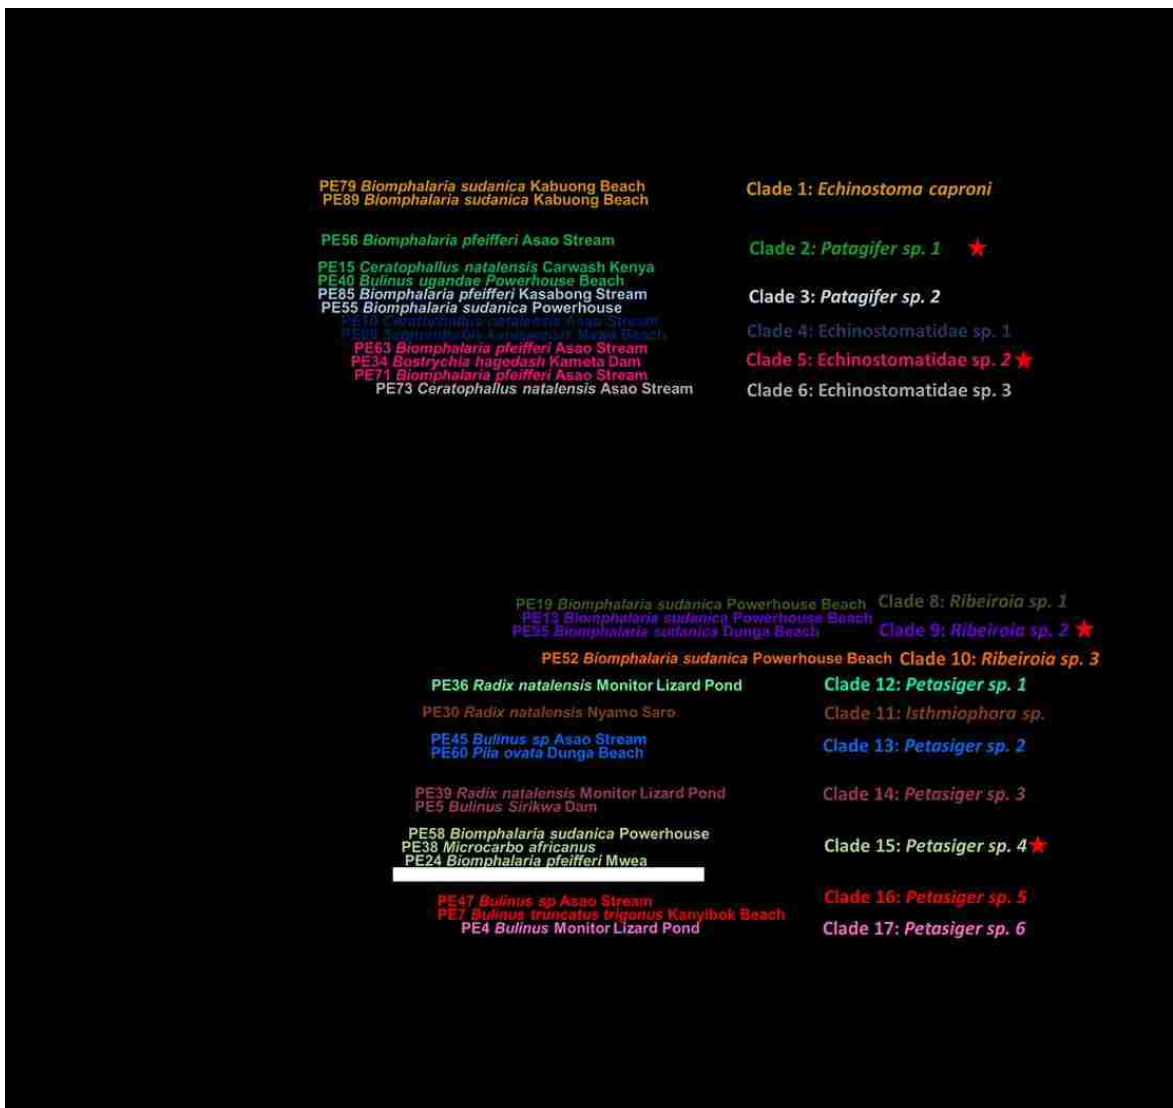 PE79 Biomphalaria sudanica Kabuong Beach
PE89 Biomphalaria sudanica Kabuong Beach
Clade 1: Echinostoma caproni
PE56 Biomphalaria pfeifferi Asao Stream
Clade 2: Patagifer sp. 1
PE15 Ceratophallus natalensis Carwash Kenya
PE40 Bulinus ugandae Powerhouse Beach
PE85 Biomphalaria pfeifferi Kasabong Stream
PE55 Biomphalaria sudanica Powerhouse
Clade 3: Patagifer sp. 2
PE10 Ceratophallus natalensis Asao Stream
Beach
Clade 4: Echinostomatidae sp. 1
PE63 Biomphalaria pfeifferi Asao Stream
PE34 Bostrychia hagedash Kameta Dam
PE71 Biomphalaria pfeifferi Asao Stream
Clade 5: Echinostomatidae sp. 2
PE73 Ceratophallus natalensis Asao Stream
Clade 6: Echinostomatidae sp. 3
PE19 Biomphalaria sudanica Powerhouse Beach Clade 8: Ribeiroia sp. 1
PE13 Biomphalaria sudanica Powerhouse Beach
PE95 Biomphalaria sudanica Dunga Beach Clade 9: Ribeiroia sp. 2
PE52 Biomphalaria sudanica Powerhouse Beach Clade 10: Ribeiroia sp. 3
PE36 Radix natalensis Monitor Lizard Pond
Clade 12: Petasiger sp. 1
PE30 Radix natalensis Nyamo Saro
Clade 11: Isthmiophara sp.
PE45 Bulinus sp Asao Stream
PE60 Pila ovata Dunga Beach
Clade 13: Petasiger sp. 2
PE39 Radix natalensis Monitor Lizard Pond
PE5 Bulinus Sirikwa Dam
Clade 14: Petasiger sp. 3
PE58 Biomphalaria sudanica Powerhouse
PE38 Microcarbo africanus
PE24 Biomphalaria pfeifferi Mwea
Clade 15: Petasiger sp. 4
PE47 Bulinus sp Asao Stream
PE7 Bulinus truncatus trigonus Kanyibok Beach
Clade 16: Petasiger sp. 5
PE4 Bulinus Monitor Lizard Pond
Clade 17: Petasiger sp. 6